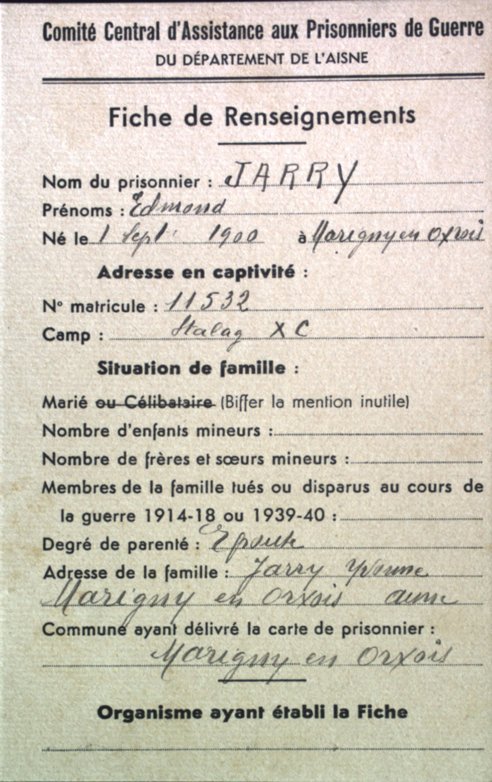 Comité Central d'Assistance aux Prisonniers de Guerre
DU DÉPARTEMENT DE L'AISNE
Fiche de Renseignements
Nom du prisonnier : JARRY
Prénoms : Edmond
Né le 1 Sept 1900 à Marigny en Orxois
Adresse en captivité :
N° matricule : 11532
Camp : Stalag X C
Situation de famille :
Marié ou Célibataire (Biffer la mention inutile)
Nombre d'enfants mineurs :
Nombre de frères et sœurs mineurs :
Membres de la famille tués ou disparus au cours de
la guerre 1914-18 ou 1939-40 :
Degré de parenté : Epouse
Adresse de la famille : Jarry Yvonne
Marigny en Orxois aisne
Commune ayant délivré la carte de prisonnier :
Marigny en Orxois
Organisme ayant établi la Fiche